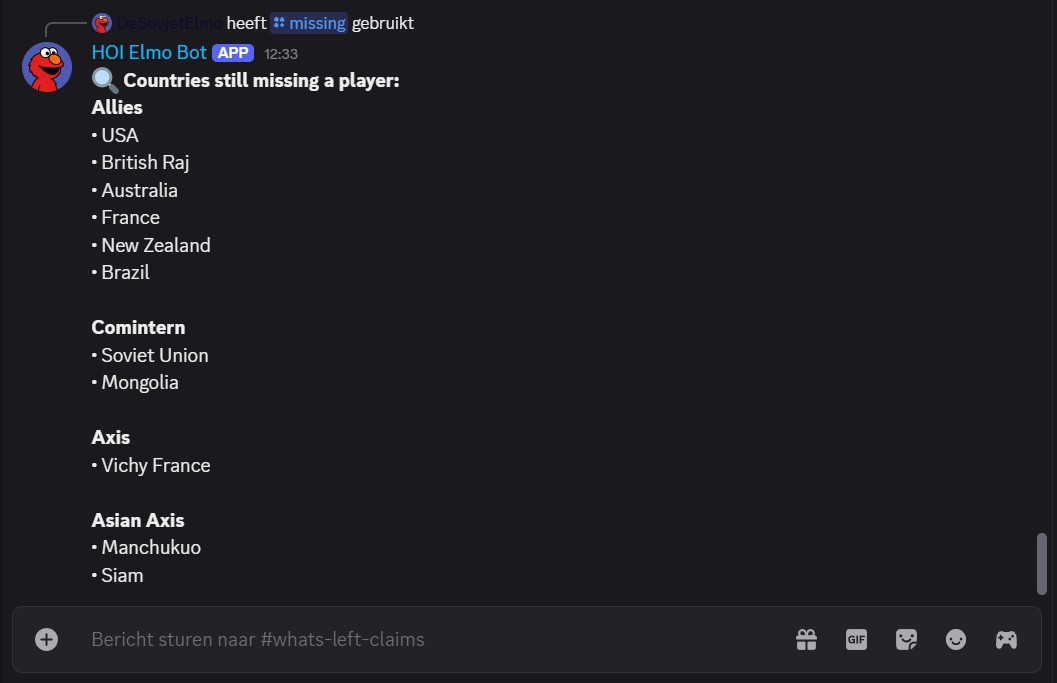 DeSovjetElmo heeft missing gebruikt
HOI Elmo Bot APP 12:33
Countries still missing a player:
Allies
• USA
• British Raj
• Australia
• France
• New Zealand
• Brazil
Comintern
• Soviet Union
• Mongolia
Axis
• Vichy France
Asian Axis
• Manchukuo
• Siam
Bericht sturen naar #whats-left-claims
GIF